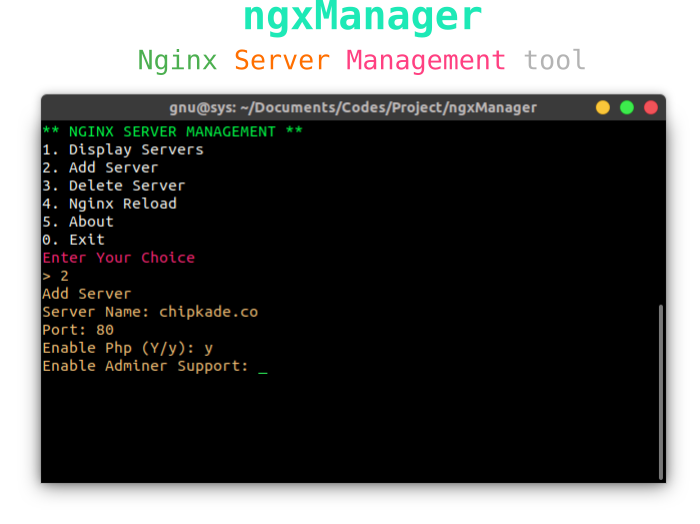 ngxManager
Nginx Server Management tool
gnu@sys: ~/Documents/Codes/Project/ngxManager
** NGINX SERVER MANAGEMENT **
1. Display Servers
2. Add Server
3. Delete Server
4. Nginx Reload
5. About
0. Exit
Enter Your Choice
> 2
Add Server
Server Name: chipkade.co
Port: 80
Enable Php (Y/y): y
Enable Adminer Support: _